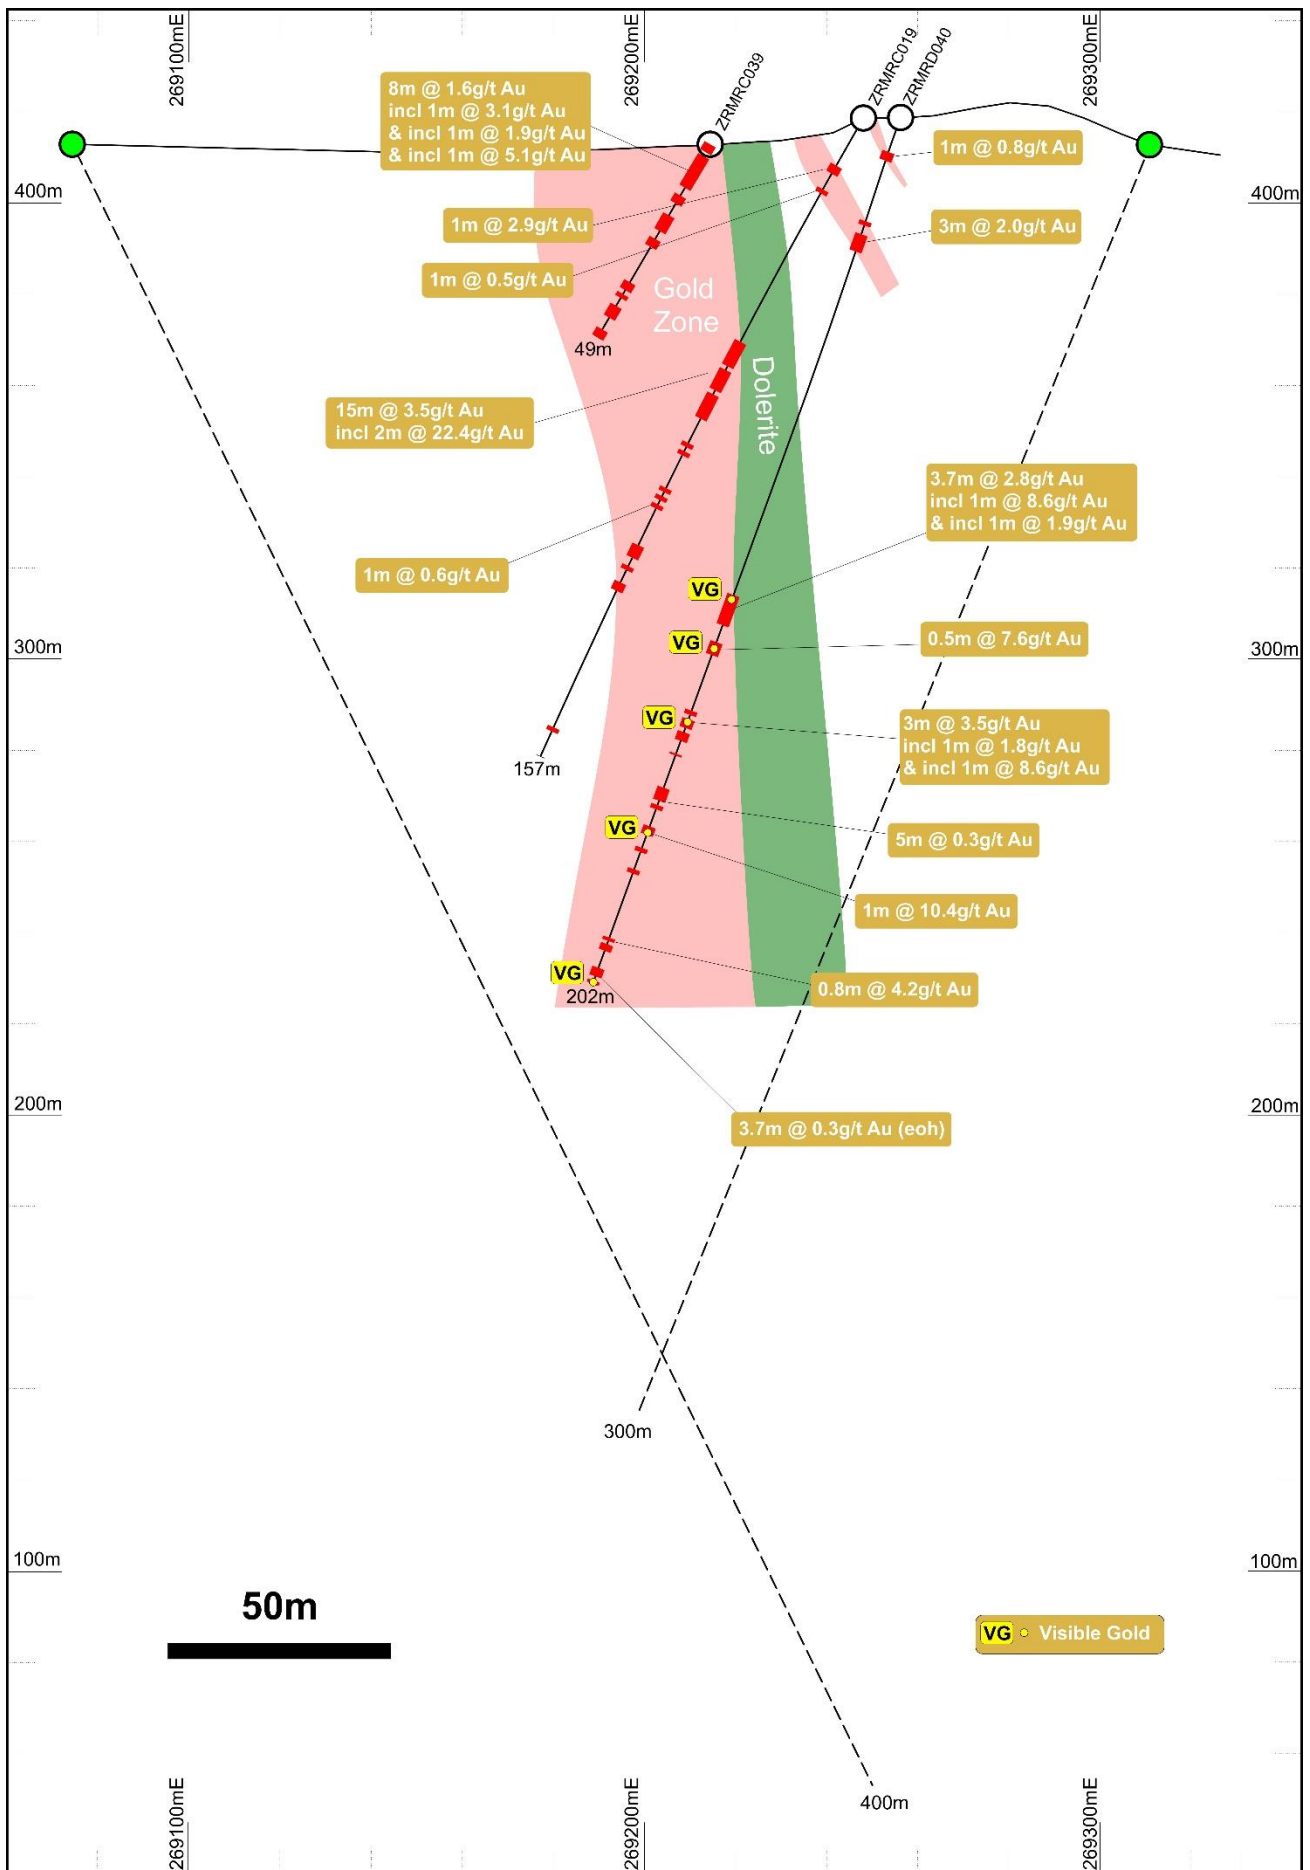 269100mE
269200mE
269300mE
ZRMRC039
ZRMRC019
ZRMRD040
8m @ 1.6g/t Au
incl 1m @ 3.1g/t Au
& incl 1m @ 1.9g/t Au
& incl 1m @ 5.1g/t Au
1m @ 0.8g/t Au
400m
400m
1m @ 2.9g/t Au
3m @ 2.0g/t Au
1m @ 0.5g/t Au
Gold
Zone
49m
Dolerite
15m @ 3.5g/t Au
incl 2m @ 22.4g/t Au
3.7m @ 2.8g/t Au
incl 1m @ 8.6g/t Au
& incl 1m @ 1.9g/t Au
1m @ 0.6g/t Au
VG
300m
VG
0.5m @ 7.6g/t Au
300m
VG
3m @ 3.5g/t Au
incl 1m @ 1.8g/t Au
& incl 1m @ 8.6g/t Au
157m
VG
5m @ 0.3g/t Au
1m @ 10.4g/t Au
VG
202m
0.8m @ 4.2g/t Au
200m
200m
3.7m @ 0.3g/t Au (eoh)
300m
100m
100m
50m
VG Visible Gold
400m
269100mE
269200mE
269300mE